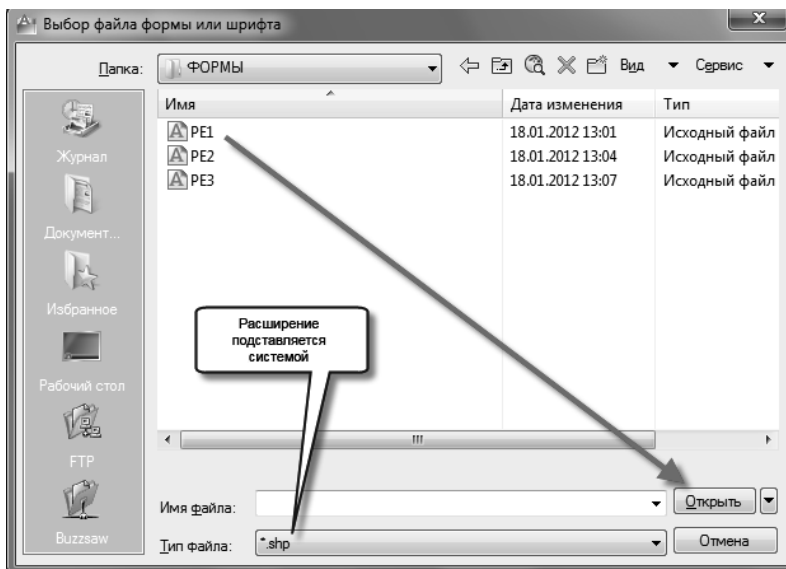 Выбор файла формы или шрифта
Папка: ФОРМЫ Вид Сервис
Имя Дата изменения Тип
PE1 18.01.2012 13:01 Исходный файл
PE2 18.01.2012 13:04 Исходный файл
PE3 18.01.2012 13:07 Исходный файл
Журнал
Документ...
Избранное
Рабочий стол
FTP
Buzzsaw
Расширение
подставляется
системой
Имя файла: Открыть
Тип файла: *.shp Отмена